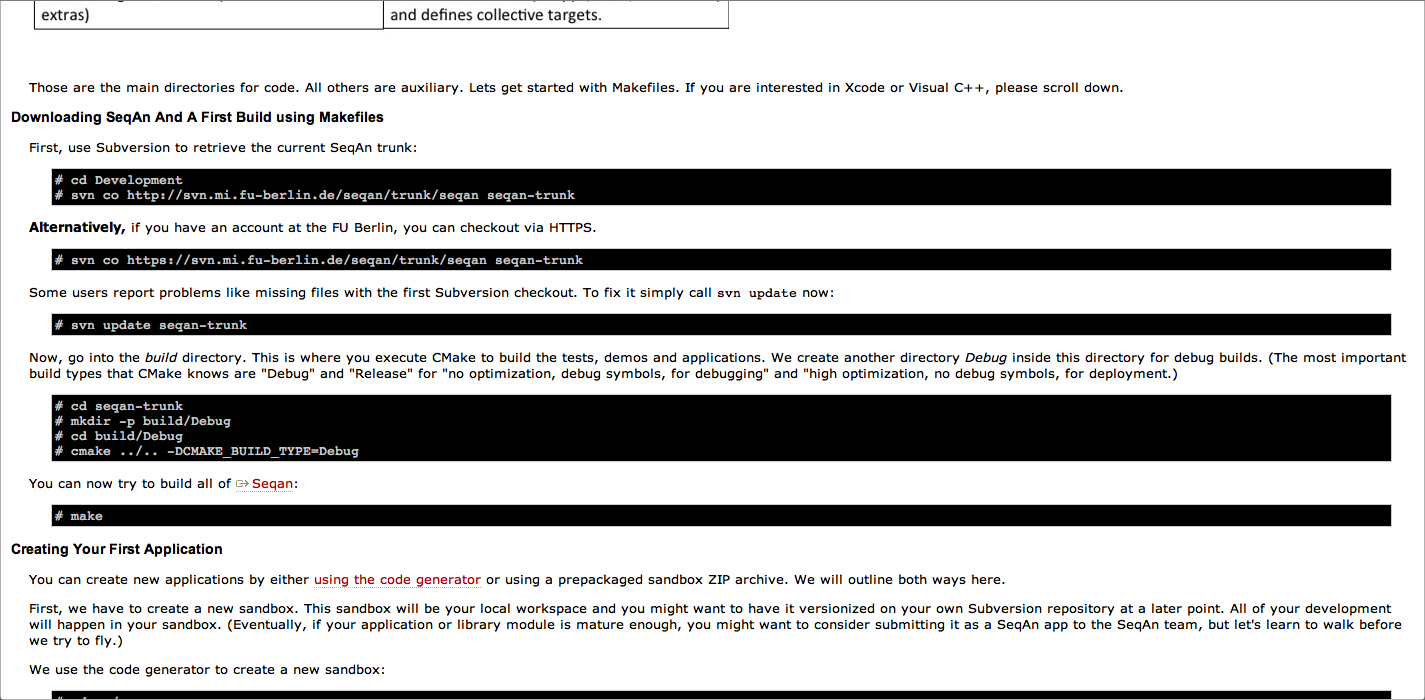 extras)
and defines collective targets.
Those are the main directories for code. All others are auxiliary. Lets get started with Makefiles. If you are interested in Xcode or Visual C++, please scroll down.
Downloading SeqAn And A First Build using Makefiles
First, use Subversion to retrieve the current SeqAn trunk:
# cd Development
# svn co http://svn.mi.fu-berlin.de/seqan/trunk/seqan seqan-trunk
Alternatively, if you have an account at the FU Berlin, you can checkout via HTTPS.
# svn co https://svn.mi.fu-berlin.de/seqan/trunk/seqan seqan-trunk
Some users report problems like missing files with the first Subversion checkout. To fix it simply call svn update now:
# svn update seqan-trunk
Now, go into the build directory. This is where you execute CMake to build the tests, demos and applications. We create another directory Debug inside this directory for debug builds. (The most important
build types that CMake knows are "Debug" and "Release" for "no optimization, debug symbols, for debugging" and "high optimization, no debug symbols, for deployment.)
# cd seqan-trunk
# mkdir -p build/Debug
# cd build/Debug
# cmake ../.. -DCMAKE_BUILD_TYPE=Debug
You can now try to build all of Seqan:
# make
Creating Your First Application
You can create new applications by either using the code generator or using a prepackaged sandbox ZIP archive. We will outline both ways here.
First, we have to create a new sandbox. This sandbox will be your local workspace and you might want to have it versionized on your own Subversion repository at a later point. All of your development
will happen in your sandbox. (Eventually, if your application or library module is mature enough, you might want to consider submitting it as a SeqAn app to the SeqAn team, but let's learn to walk before
we try to fly.)
We use the code generator to create a new sandbox: